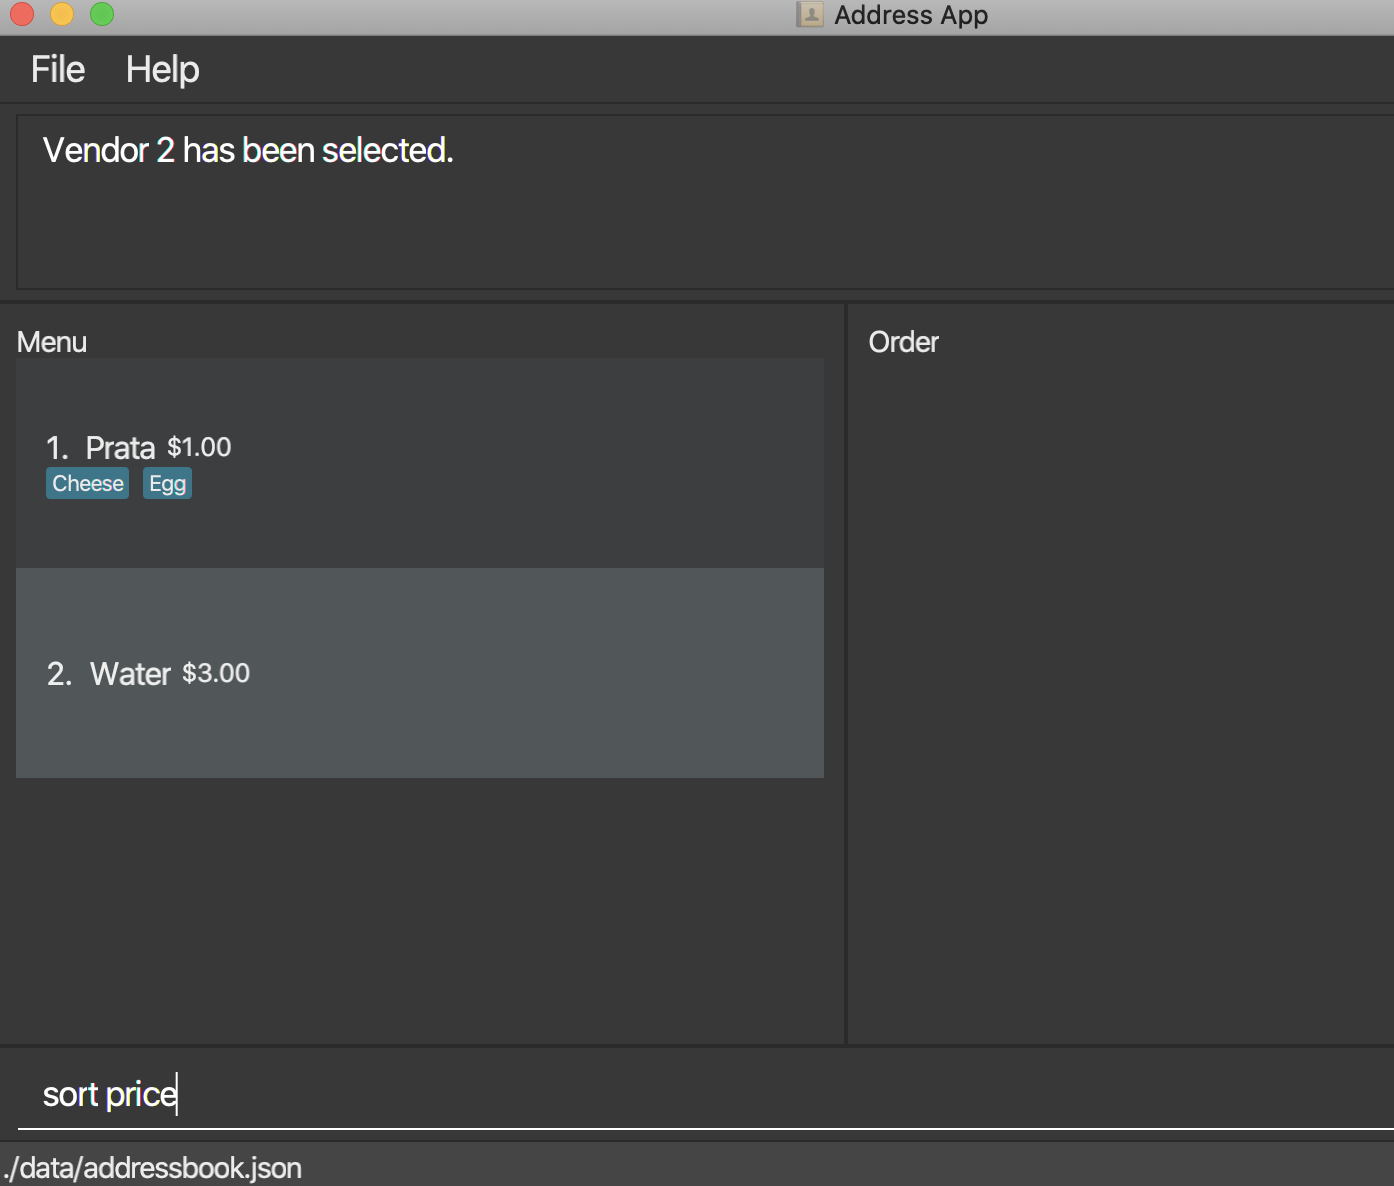 Address App
File Help
Vendor 2 has been selected.
Menu
1. Prata $1.00
Cheese Egg
2. Water $3.00
Order
sort price
./data/addressbook.json